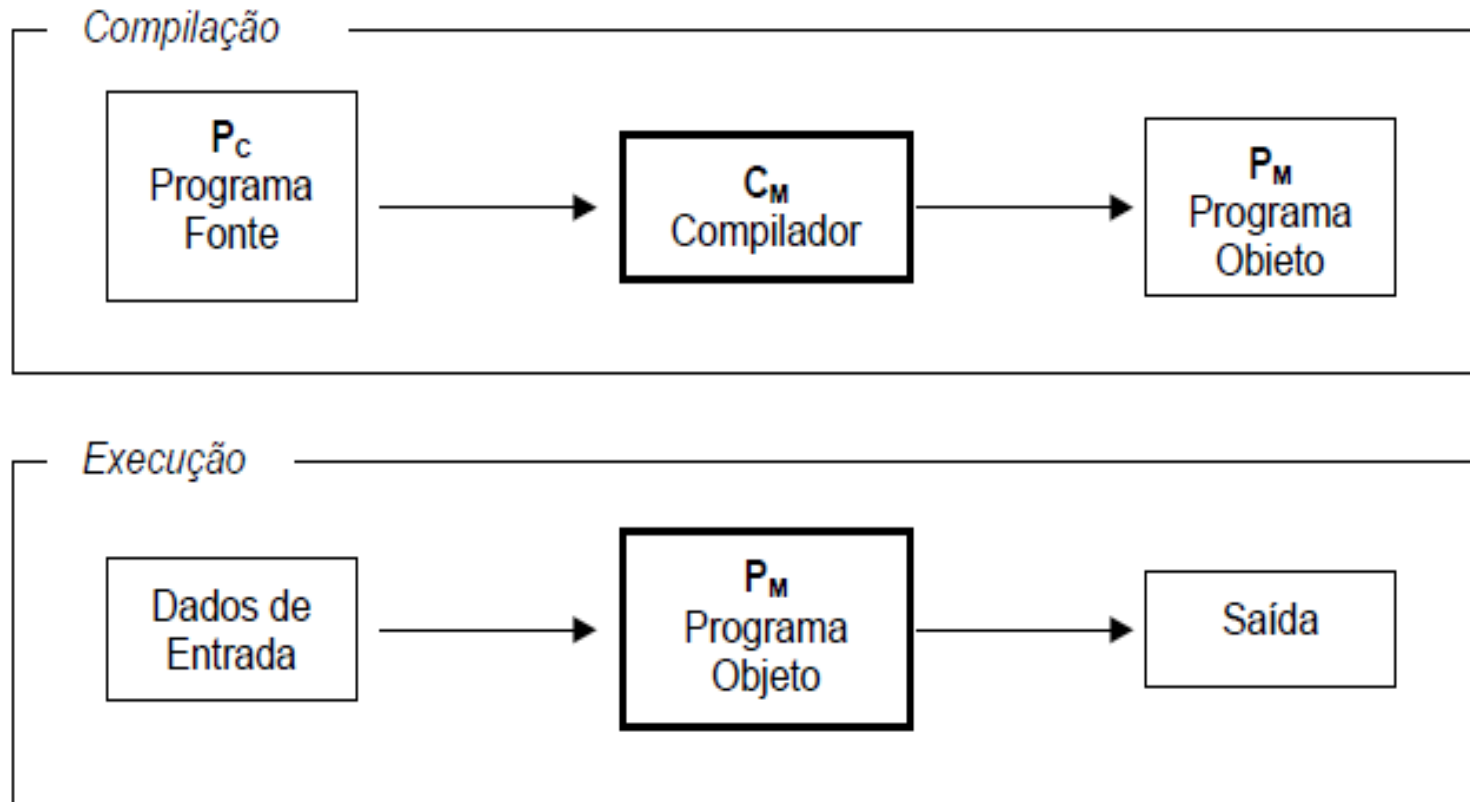 Compilação
P_C
Programa
Fonte
C_M
Compilador
P_M
Programa
Obieto
Execução
Dados de
Entrada
P_M
Programa
Objeto
Saída